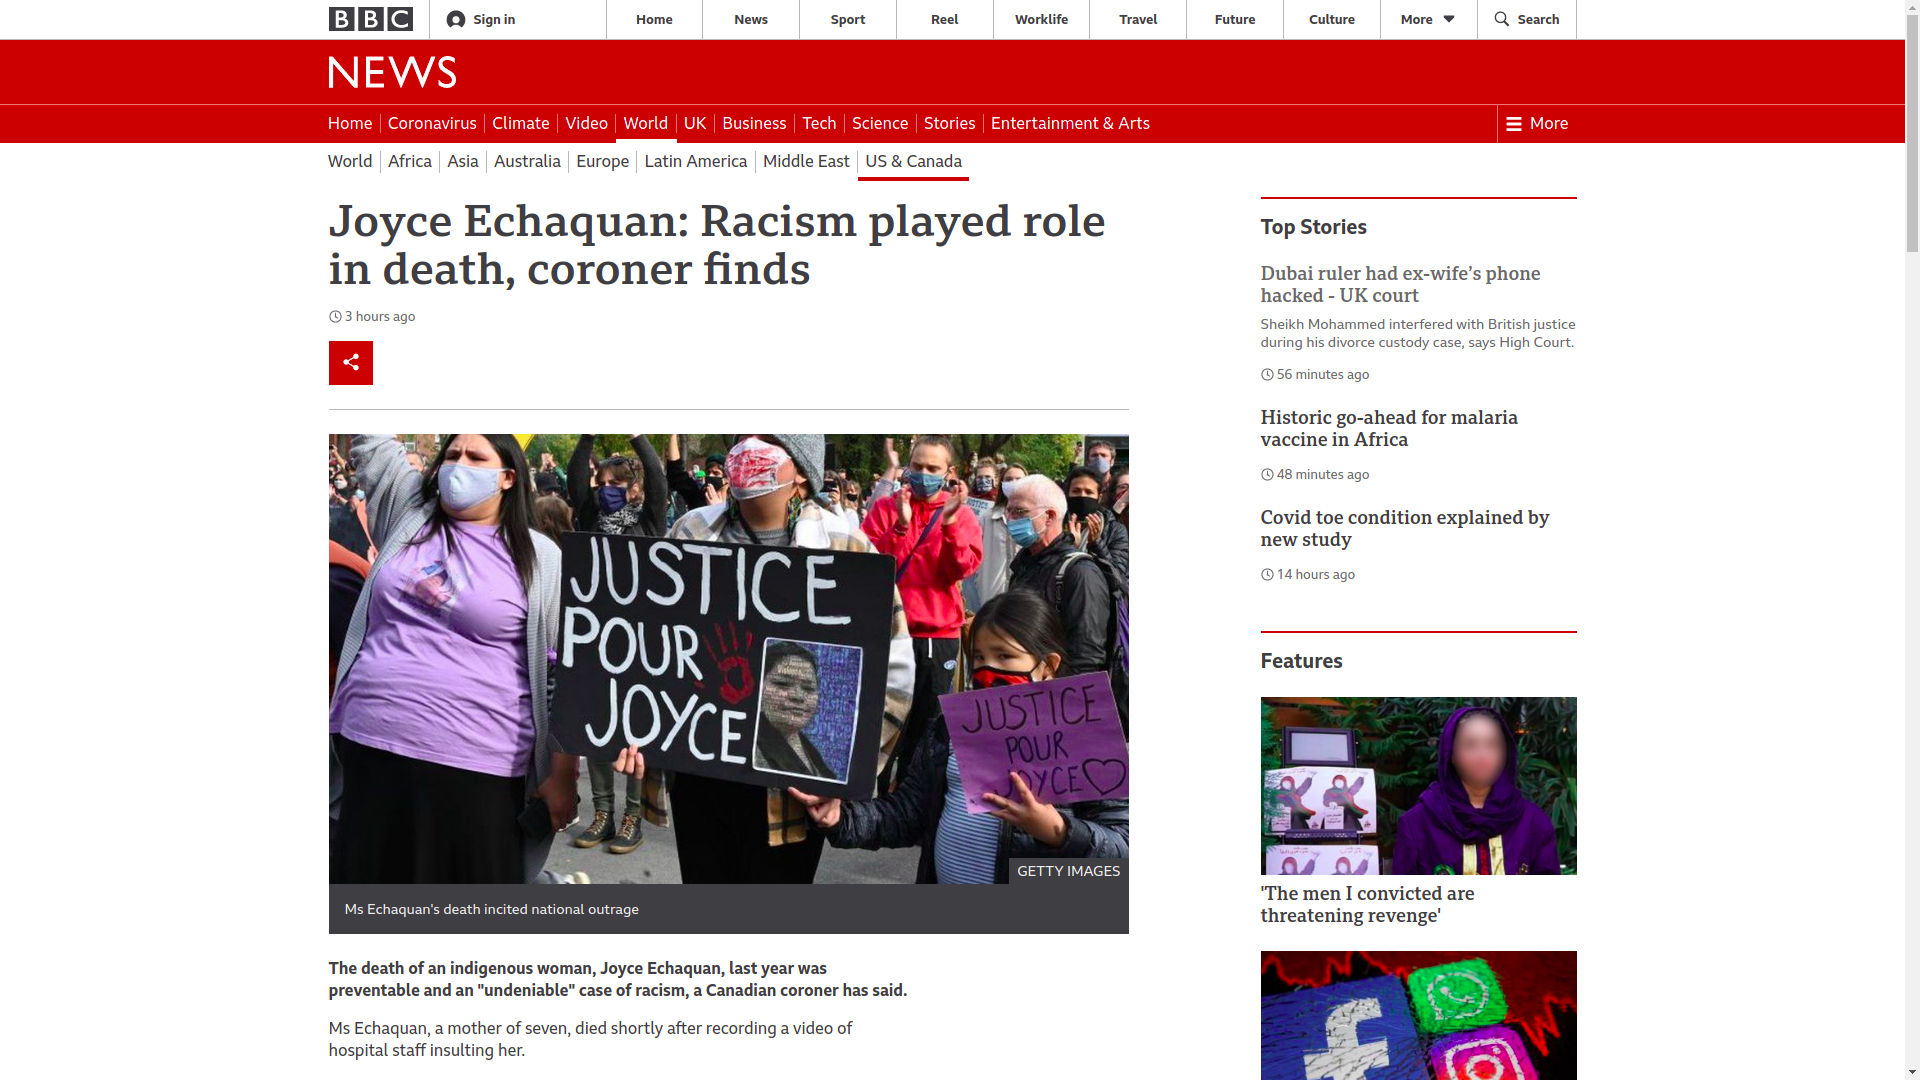 BBC
Sign in
Home
News
Sport
Reel
Worklife
Travel
Future
Culture
More
Search
NEWS
Home
Coronavirus
Climate
Video
World
UK
Business
Tech
Science
Stories
Entertainment & Arts
More
World
Africa
Asia
Australia
Europe
Latin America
Middle East
US & Canada
Joyce Echaquan: Racism played role
in death, coroner finds
3 hours ago
JUSTICE
POUR
JOYCE
JUSTICE
POUR
JOYCE
GETTY IMAGES
Ms Echaquan's death incited national outrage
The death of an indigenous woman, Joyce Echaquan, last year was
preventable and an "undeniable" case of racism, a Canadian coroner has said.
Ms Echaquan, a mother of seven, died shortly after recording a video of
hospital staff insulting her.
Top Stories
Dubai ruler had ex-wife’s phone
hacked - UK court
Sheikh Mohammed interfered with British justice
during his divorce custody case, says High Court.
56 minutes ago
Historic go-ahead for malaria
vaccine in Africa
48 minutes ago
Covid toe condition explained by
new study
14 hours ago
Features
'The men I convicted are
threatening revenge'